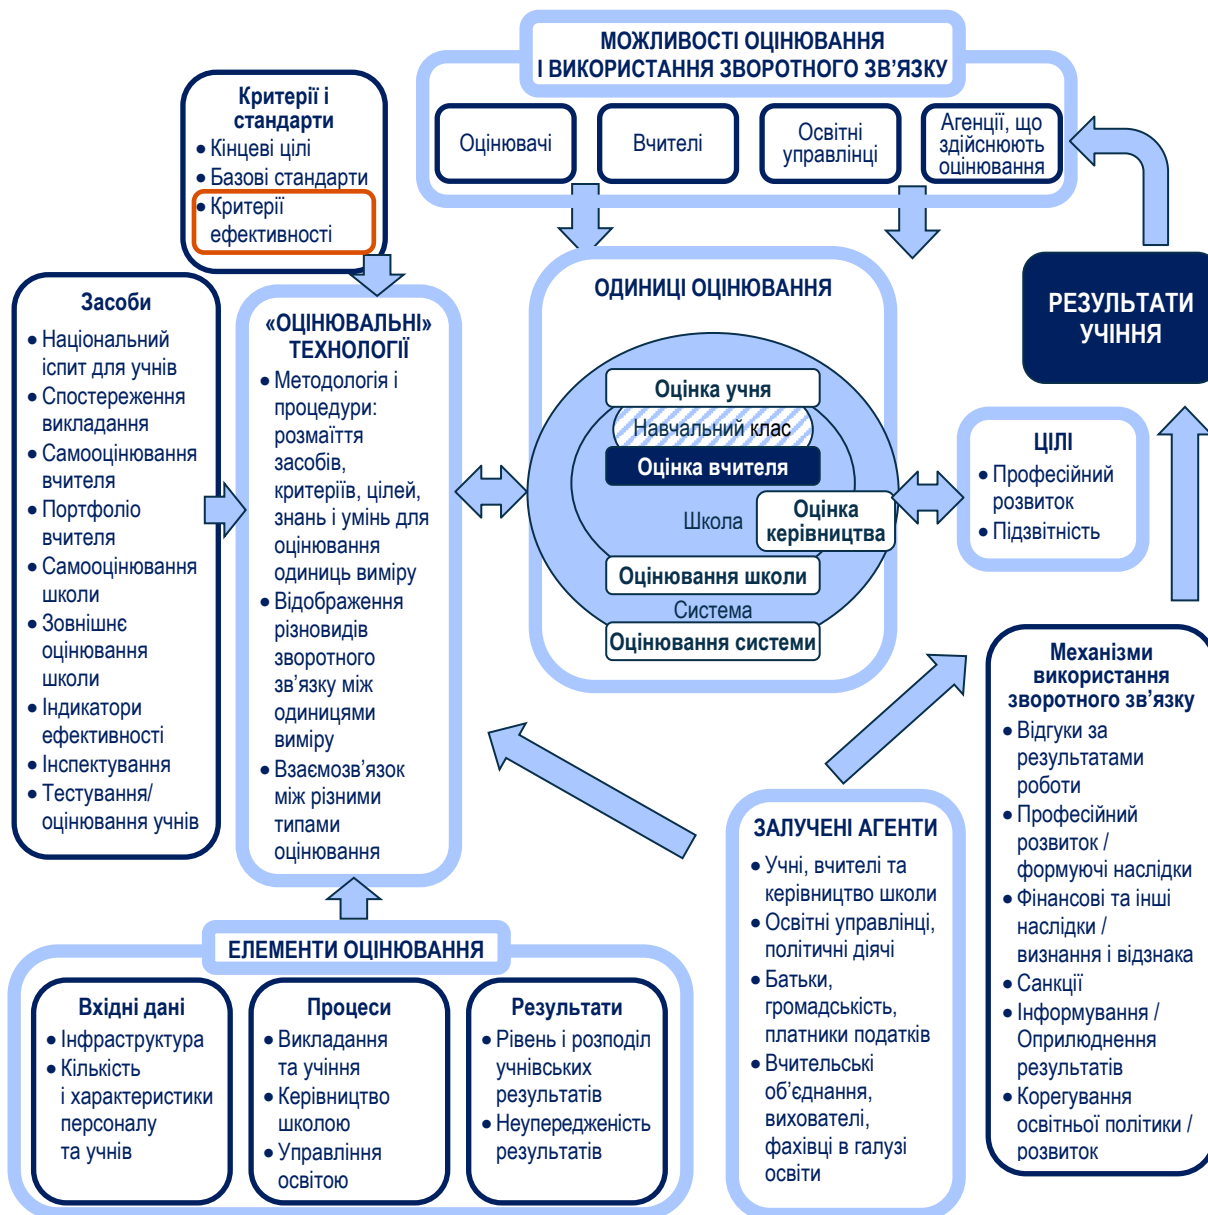 МОЖЛИВОСТІ ОЦІНЮВАННЯ
І ВИКОРИСТАННЯ ЗВОРОТНОГО ЗВ’ЯЗКУ
Оцінювачі
Вчителі
Освітні
управлінці
Агенції, що
здійснюють
оцінювання
Критерії і
стандарти
• Кінцеві цілі
• Базові стандарти
• Критерії
ефективності
Засоби
• Національний
іспит для учнів
• Спостереження
викладання
• Самооцінювання
вчителя
• Портфоліо
вчителя
• Самооцінювання
школи
• Зовнішнє
оцінювання
школи
• Індикатори
ефективності
• Інспектування
• Тестування/
оцінювання учнів
«ОЦІНЮВАЛЬНІ»
ТЕХНОЛОГІЇ
• Методологія і
процедури:
розмаїття
засобів,
критеріїв, цілей,
знань і умінь для
оцінювання
одиниць виміру
• Відображення
різновидів
зворотного
зв’язку між
одиницями
виміру
• Взаємозв’язок
між різними
типами
оцінювання
ОДИНИЦІ ОЦІНЮВАННЯ
Оцінка учня
Навчальний клас
Оцінка вчителя
Школа
Оцінка
керівництва
Оцінювання школи
Система
Оцінювання системи
РЕЗУЛЬТАТИ
УЧІННЯ
ЦІЛІ
• Професійний
розвиток
• Підзвітність
Механізми
використання
зворотного зв’язку
• Відгуки за
результатами
роботи
• Професійний
розвиток /
формуючі наслідки
• Фінансові та інші
наслідки /
визнання і відзнака
• Санкції
• Інформування /
Оприлюднення
результатів
• Корегування
освітньої політики /
розвиток
ЗАЛУЧЕНІ АГЕНТИ
• Учні, вчителі та
керівництво школи
• Освітні управлінці,
політичні діячі
• Батьки,
громадськість,
платники податків
• Вчительські
об’єднання,
вихователі,
фахівці в галузі
освіти
ЕЛЕМЕНТИ ОЦІНЮВАННЯ
Вхідні дані
• Інфраструктура
• Кількість
і характеристики
персоналу
та учнів
Процеси
• Викладання
та учіння
• Керівництво
школою
• Управління
освітою
Результати
• Рівень і розподіл
учнівських
результатів
• Неупередженість
результатів